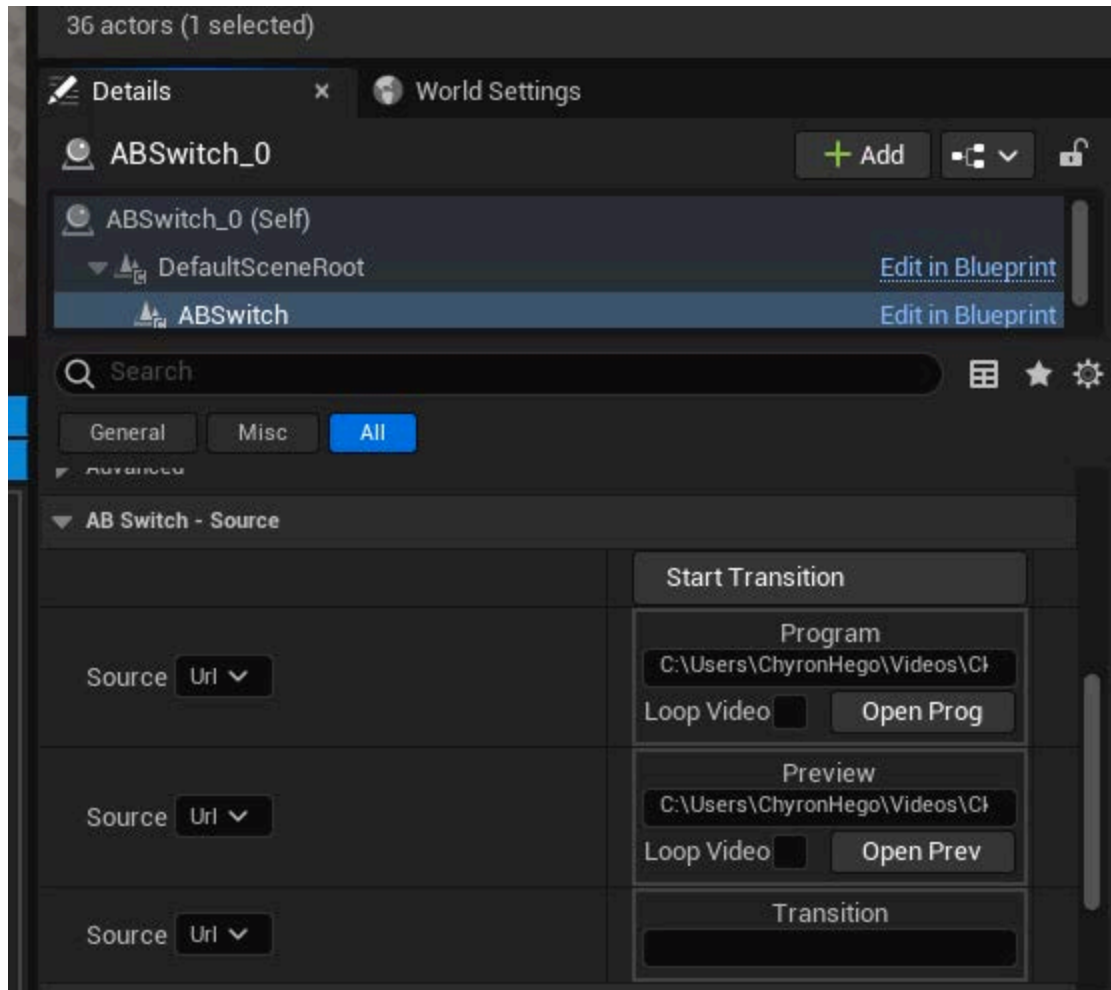 36 actors (1 selected)
Details
World Settings
ABSwitch_0
Add
ABSwitch_0 (Self)
DefaultSceneRoot
Edit in Blueprint
ABSwitch
Edit in Blueprint
Search
General
Misc
All
Advanced
AB Switch - Source
Start Transition
Program
C:\Users\ChyronHego\Videos\
Source Url
Loop Video
Open Prog
Preview
C:\Users\ChyronHego\Videos\
Source Url
Loop Video
Open Prev
Transition
Source Url